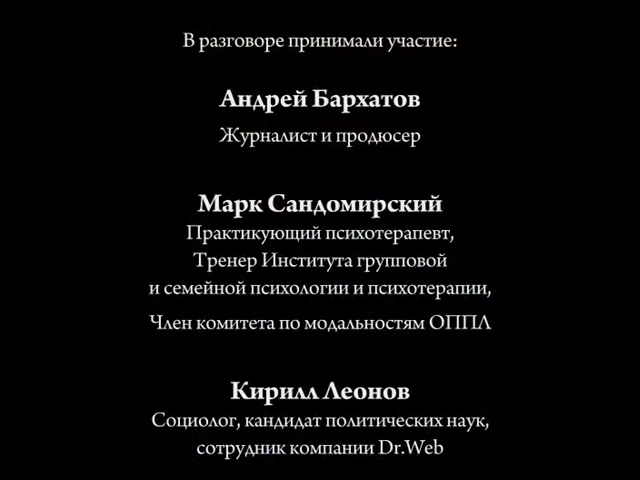 В разговоре принимали участие:
Андрей Бархатов
Журналист и продюсер
Марк Сандомирский
Практикующий психотерапевт,
Тренер Института групповой
и семейной психологии и психотерапии,
Член комитета по модальностям ОППЛ
Кирилл Леонов
Социолог, кандидат политических наук,
сотрудник компании Dr.Web